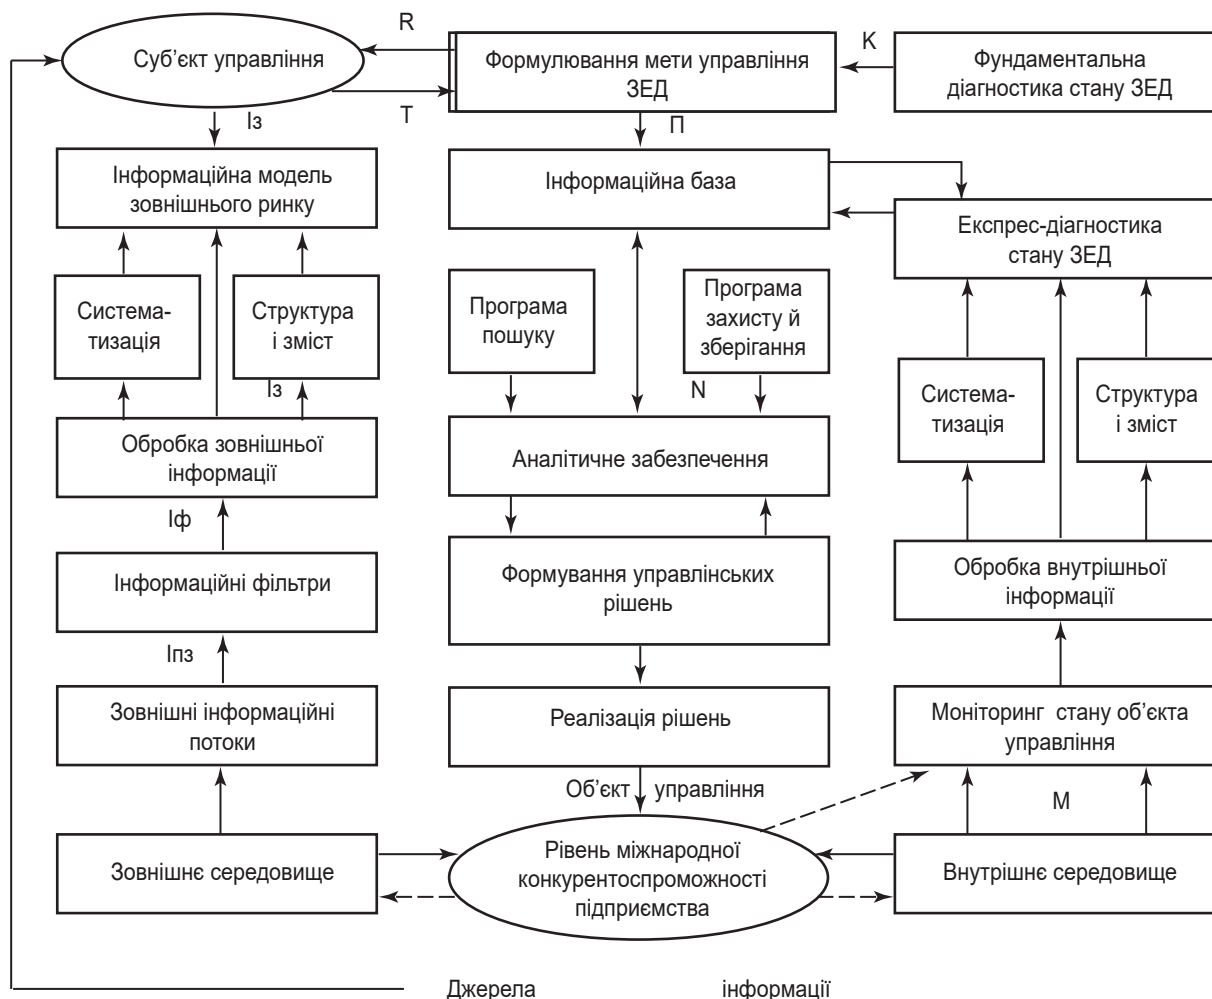 R
K
Суб’єкт управління
Формулювання мети управління
ЗЕД
Фундаментальна
діагностика стану ЗЕД
T
Із
П
Інформаційна модель
зовнішнього ринку
Інформаційна база
Експрес-діагностика
стану ЗЕД
Система-
тизація
Структура
і зміст
Програма
пошуку
Програма
захисту й
зберігання
Із
N
Система-
тизація
Структура
і зміст
Обробка зовнішньої
інформації
Аналітичне забезпечення
Іф
Інформаційні фільтри
Формування управлінських
рішень
Обробка внутрішньої
інформації
Іпз
Зовнішні інформаційні
потоки
Реалізація рішень
Моніторинг стану об’єкта
управління
Об’єкт управління
М
Зовнішнє середовище
Рівень міжнародної
конкурентоспроможності
підприємства
Внутрішнє середовище
Джерела інформації